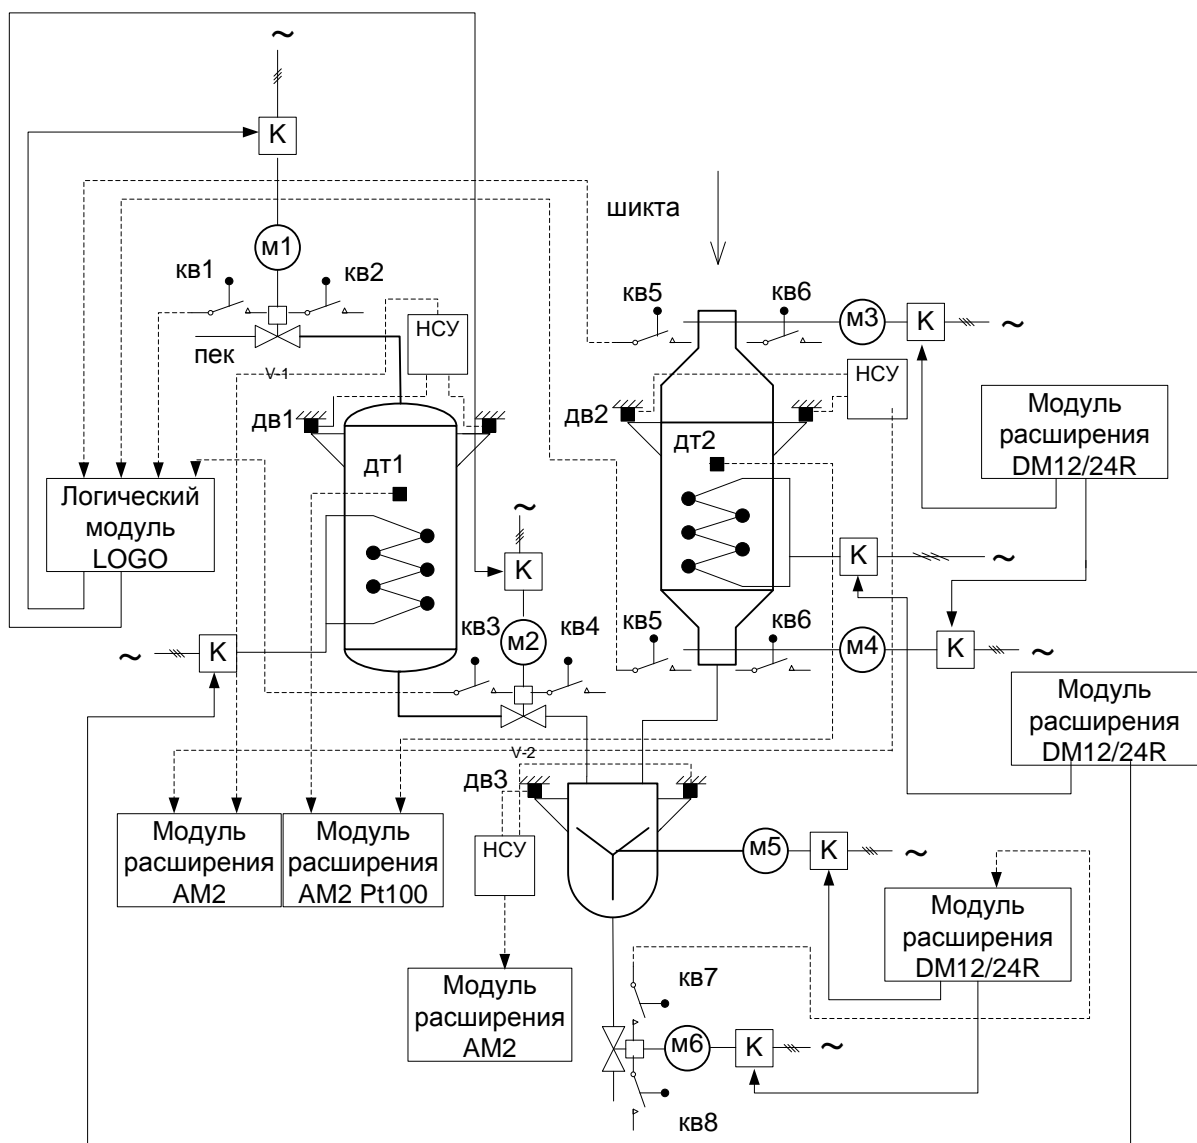 ~
K
шикта
м1
кв1
кв2
кв5
кв6
м3
K
~
НСУ
пек
V-1
НСУ
дв1
дв2
Модуль
расширения
DM12/24R
дт1
дт2
Логический
модуль
LOGO
~
K
K
~
кв3
м2
кв4
кв5
кв6
м4
K
~
~
K
Модуль
расширения
DM12/24R
V-2
дв3
Модуль
расширения
AM2
Модуль
расширения
AM2 Pt100
НСУ
м5
K
~
Модуль
расширения
DM12/24R
Модуль
расширения
AM2
кв7
м6
K
~
кв8